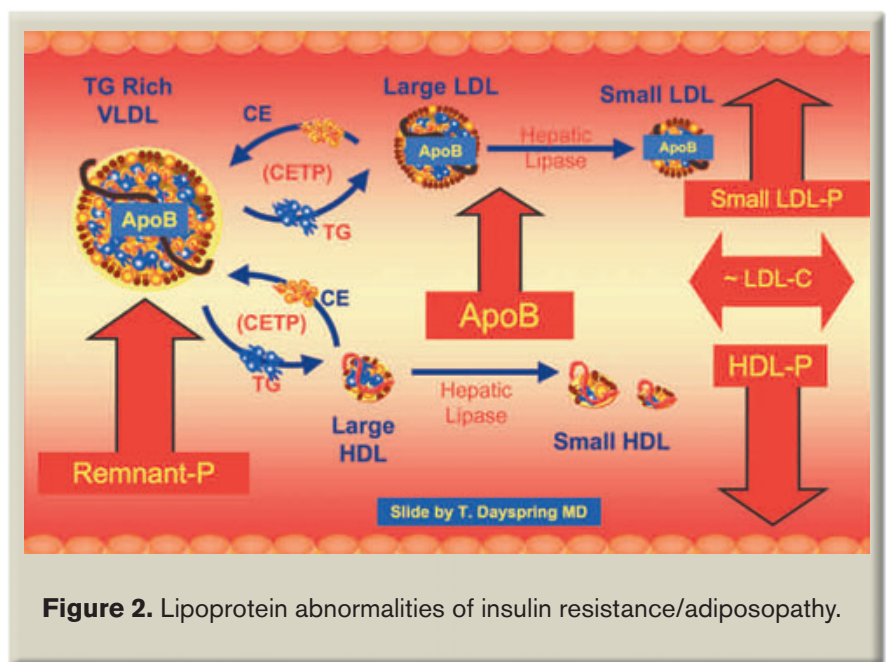 TG Rich
VLDL
CE
(CETP)
TG
ApoB
Large LDL
ApoB
Hepatic
Lipase
Small LDL
ApoB
Small LDL-P
~ LDL-C
HDL-P
CE
(CETP)
TG
ApoB
Large
HDL
Hepatic
Lipase
Small HDL
Remnant-P
Slide by T. Dayspring MD
Figure 2. Lipoprotein abnormalities of insulin resistance/adiposopathy.